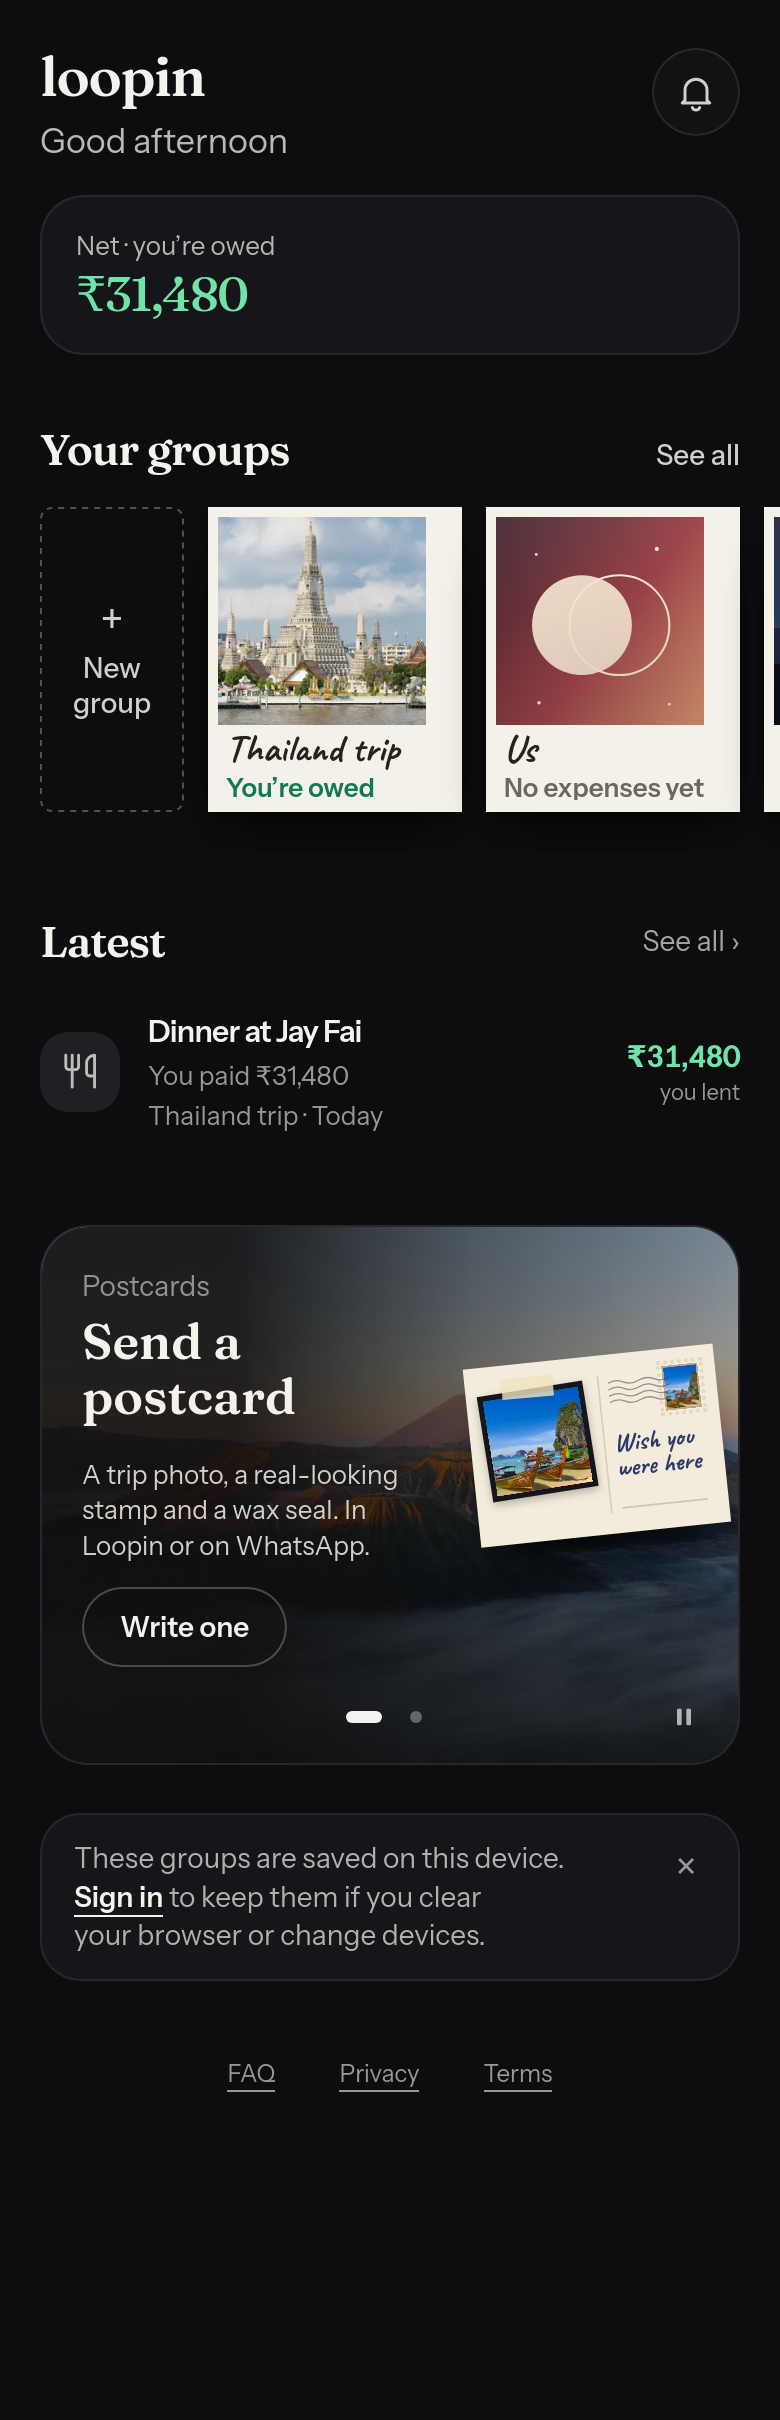 loopin
Good afternoon
Net · you’re owed
₹31,480
Your groups
See all
+
New
group
Thailand trip
You’re owed
Us
No expenses yet
Latest
See all ›
Dinner at Jay Fai
You paid ₹31,480
Thailand trip · Today
₹31,480
you lent
Postcards
Send a
postcard
A trip photo, a real-looking
stamp and a wax seal. In
Loopin or on WhatsApp.
Wish you
were here
Write one
These groups are saved on this device.
Sign in to keep them if you clear
your browser or change devices.
FAQ
Privacy
Terms